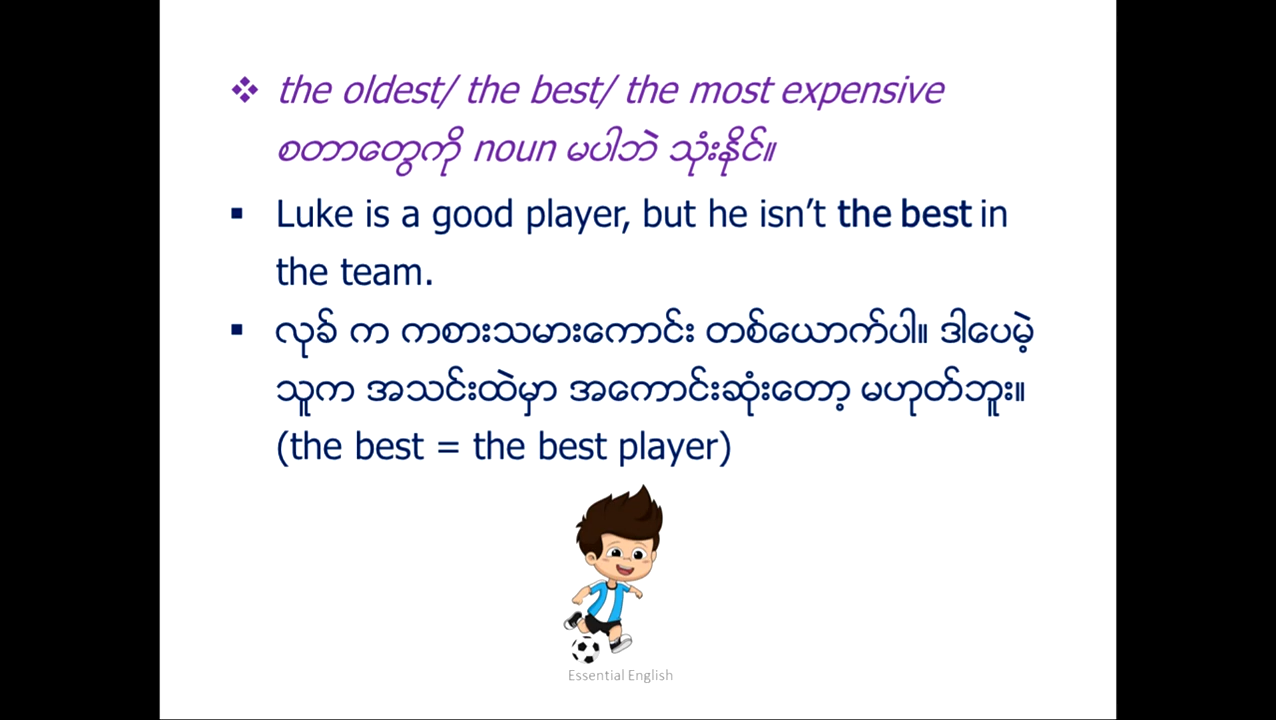 the oldest/ the best/ the most expensive
စတာတွေကို noun မပါဘဲ သုံးနိုင်။
Luke is a good player, but he isn’t the best in
the team.
လုခ် က ကစားသမားကောင်း တစ်ယောက်ပါ။ ဒါပေမဲ့
သူက အသင်းထဲမှာ အကောင်းဆုံးတော့ မဟုတ်ဘူး။
(the best = the best player)
Essential English